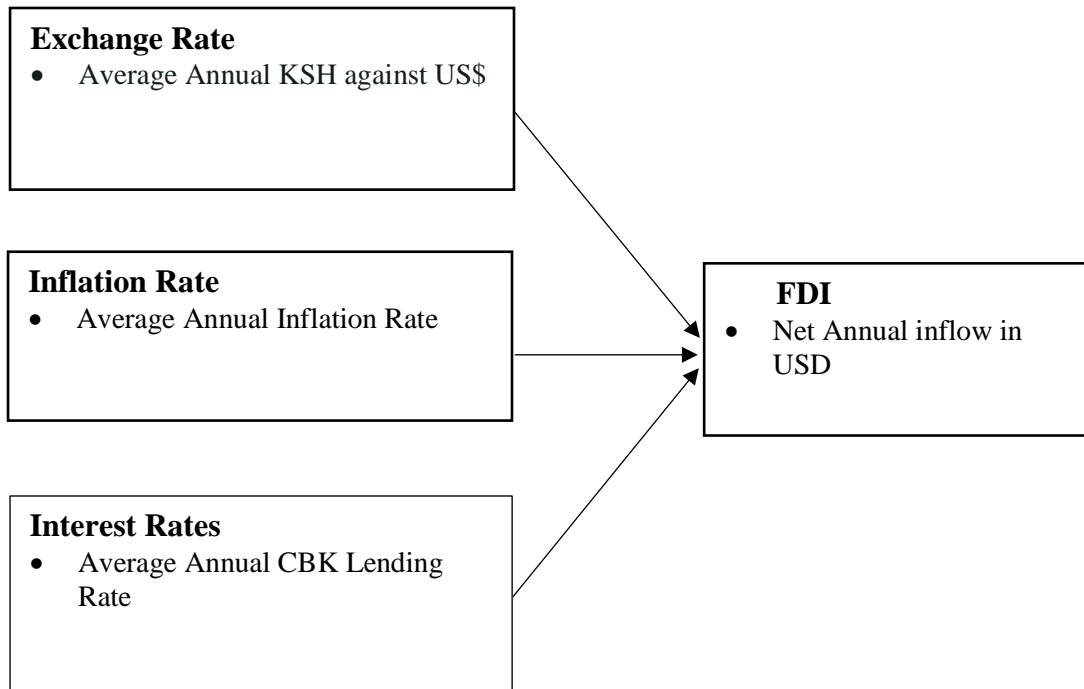 Exchange Rate
• Average Annual KSH against US$
Inflation Rate
• Average Annual Inflation Rate
FDI
• Net Annual inflow in
USD
Interest Rates
• Average Annual CBK Lending
Rate